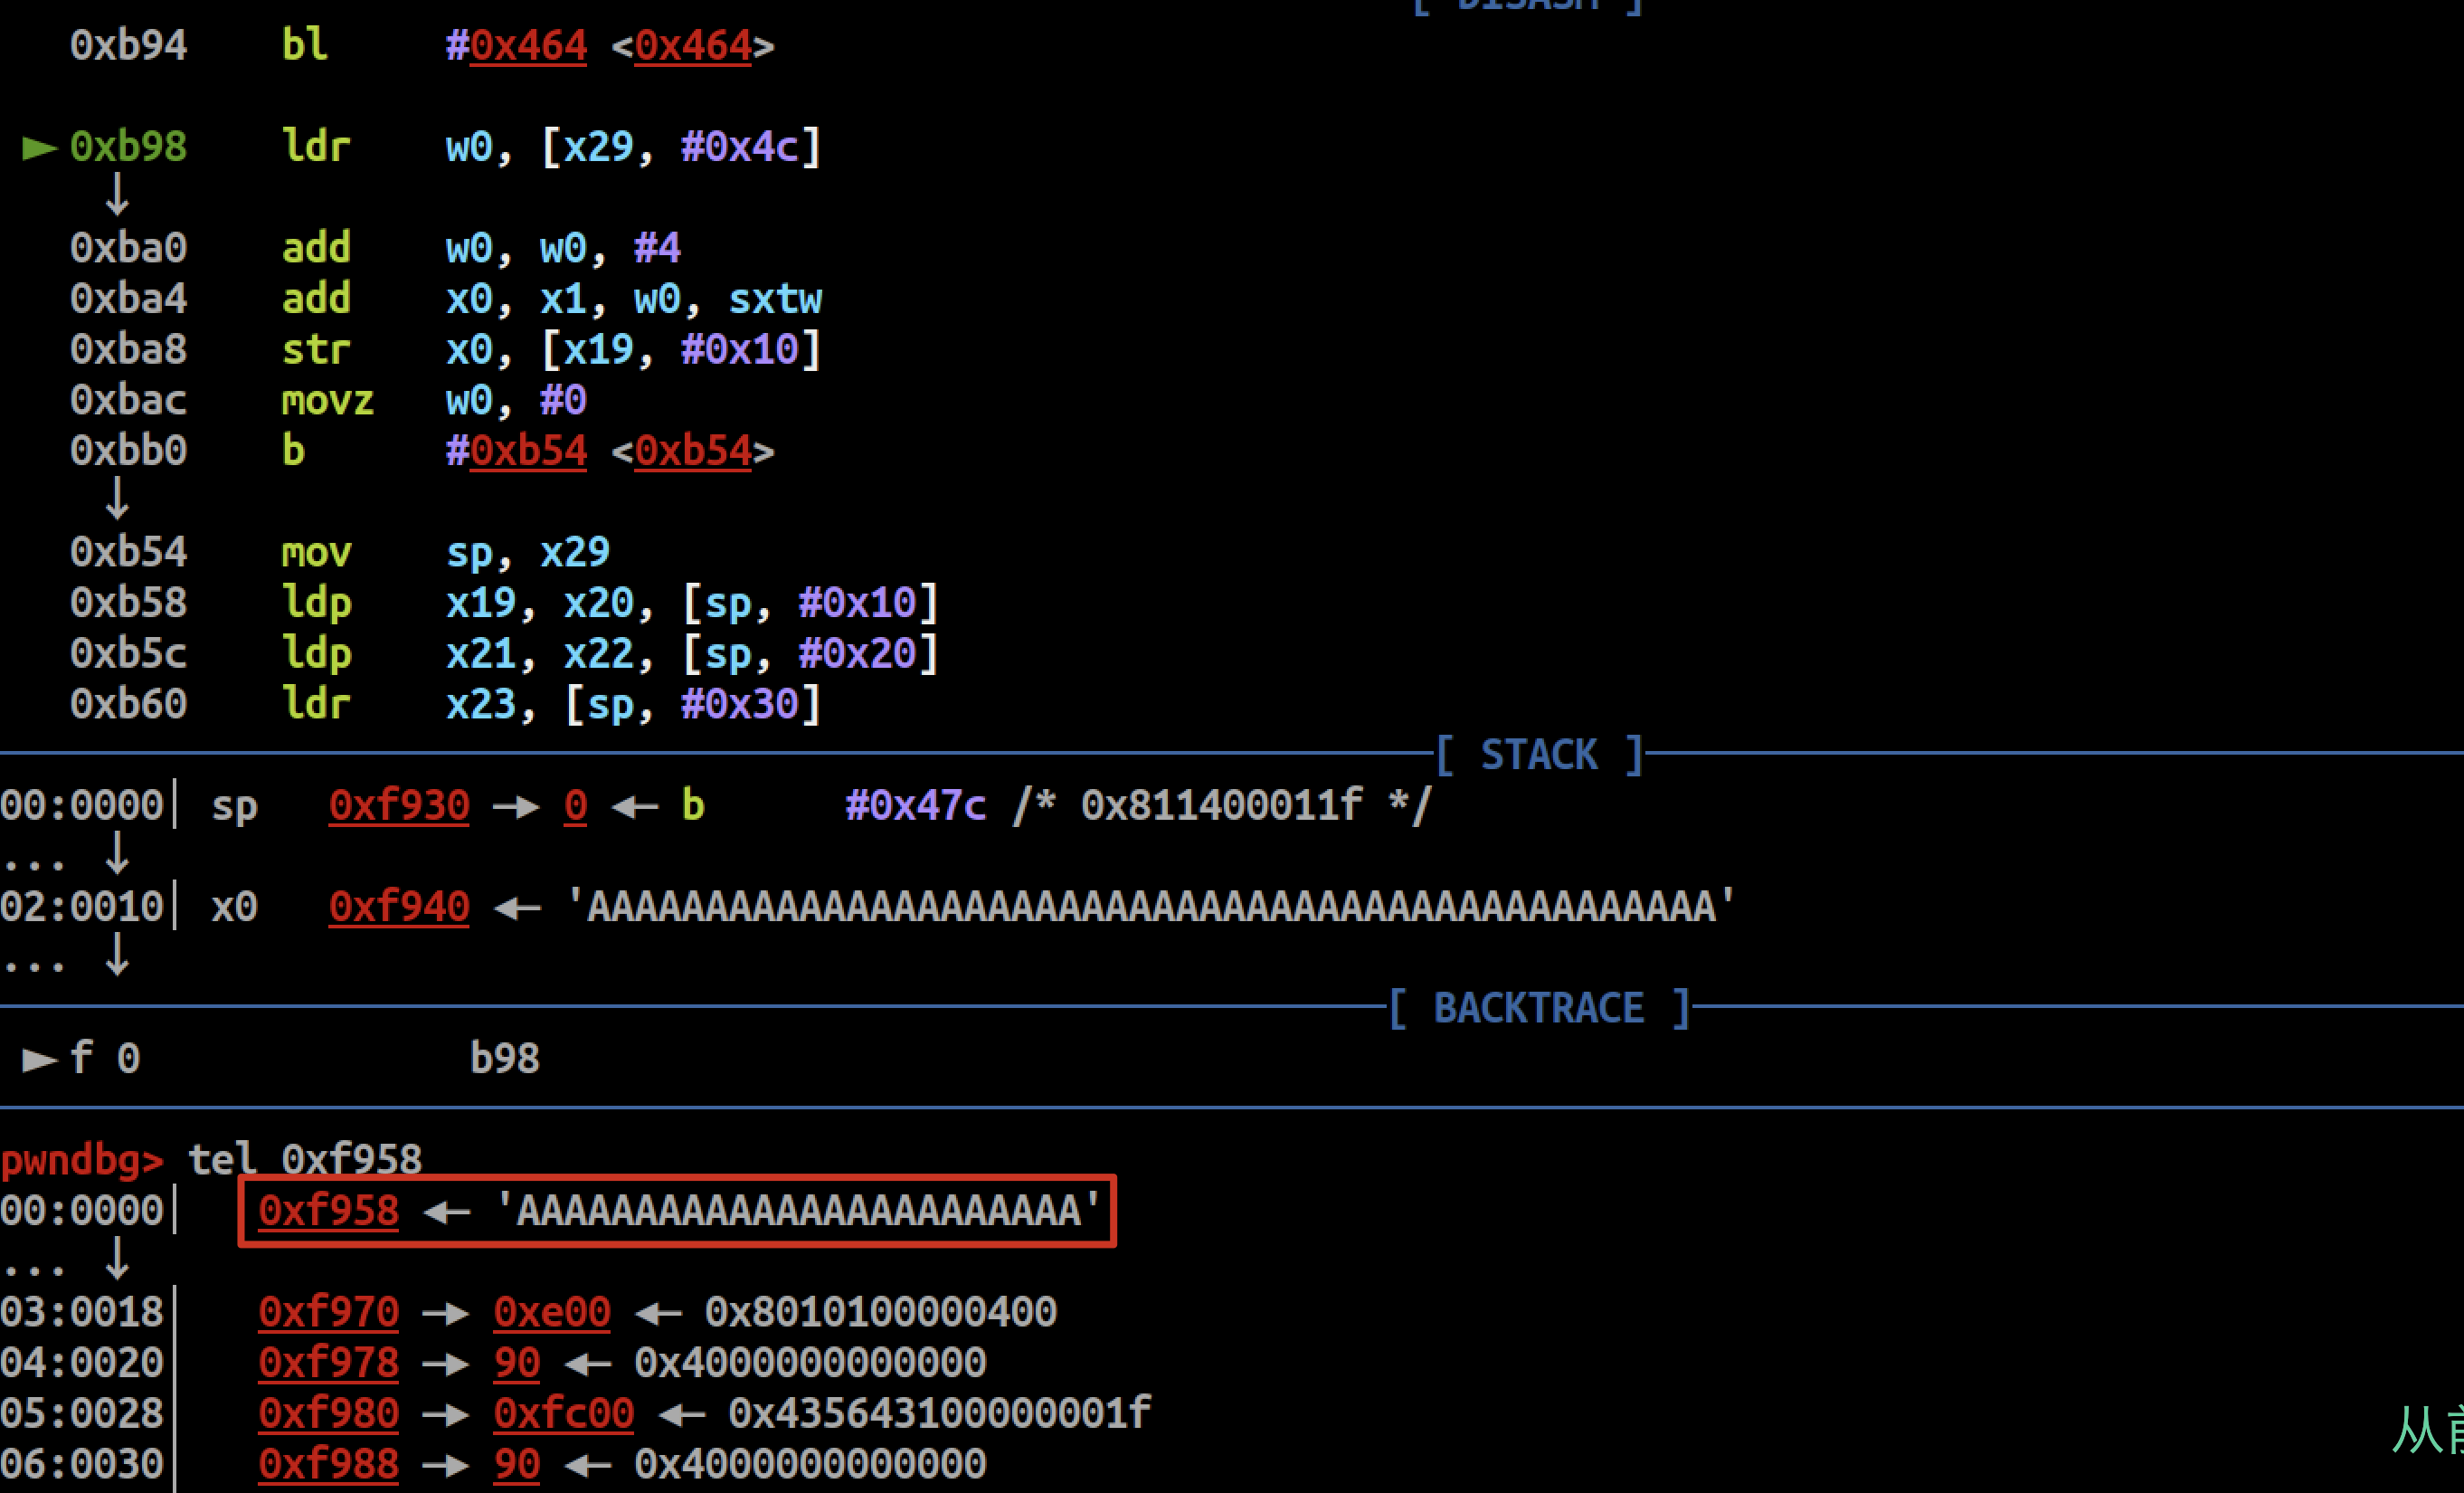 [ DISASM ]
0xb94 bl #0x464 <0x464>
► 0xb98 ldr w0, [x29, #0x4c]
↓
0xba0 add w0, w0, #4
0xba4 add x0, x1, w0, sxtw
0xba8 str x0, [x19, #0x10]
0xbac movz w0, #0
0xbb0 b #0xb54 <0xb54>
↓
0xb54 mov sp, x29
0xb58 ldp x19, x20, [sp, #0x10]
0xb5c ldp x21, x22, [sp, #0x20]
0xb60 ldr x23, [sp, #0x30]
[ STACK ]
00:0000│ sp 0xf930 —► 0 ◄— b #0x47c /* 0x811400011f */
... ↓
02:0010│ x0 0xf940 ◄— 'AAAAAAAAAAAAAAAAAAAAAAAAAAAAAAAAAAAAAAAAAAAAAAAA'
... ↓
[ BACKTRACE ]
► f 0 b98
pwndbg> tel 0xf958
00:0000│ 0xf958 ◄— 'AAAAAAAAAAAAAAAAAAAAAAAA'
... ↓
03:0018│ 0xf970 —► 0xe00 ◄— 0x8010100000400
04:0020│ 0xf978 —► 90 ◄— 0x4000000000000
05:0028│ 0xf980 —► 0xfc00 ◄— 0x435643100000001f
06:0030│ 0xf988 —► 90 ◄— 0x4000000000000
从